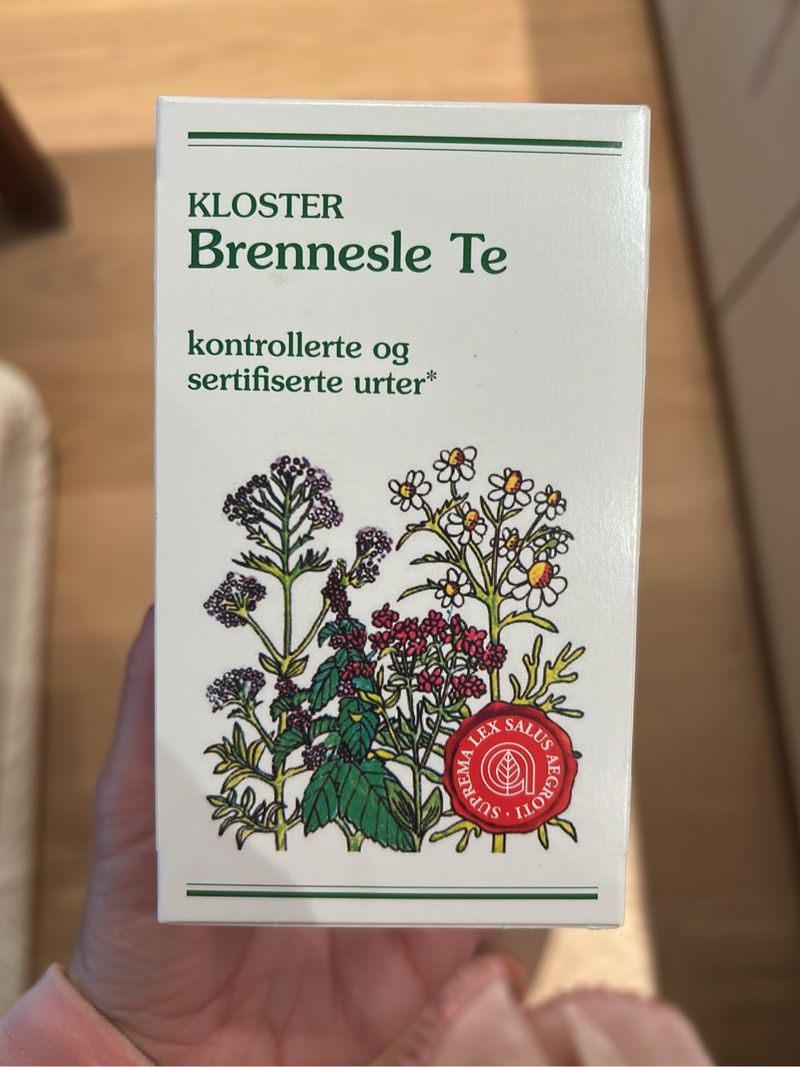 KLOSTER
Brennesle Te
kontrollerte og
sertifiserte urter*
SUPREMA LEX SALUS AEGROTI ·